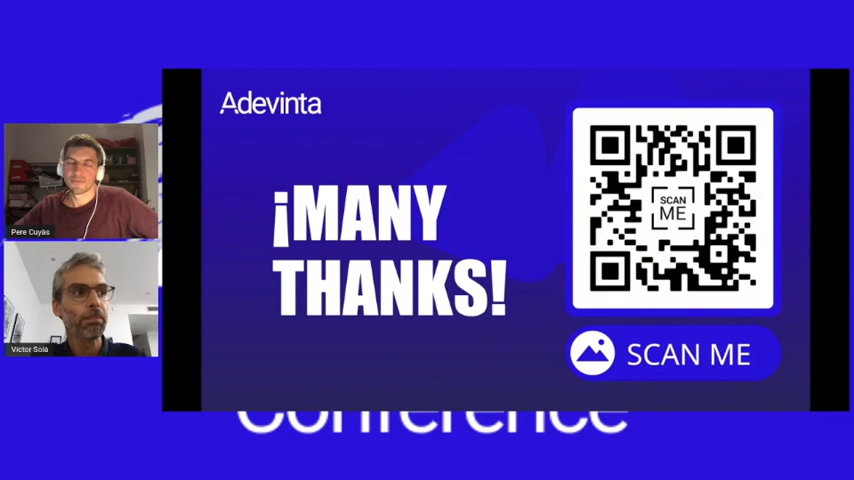 Adevinta
¡MANY
THANKS!
SCAN
ME
SCAN ME
Pere Cuyàs
Víctor Solà
Conference